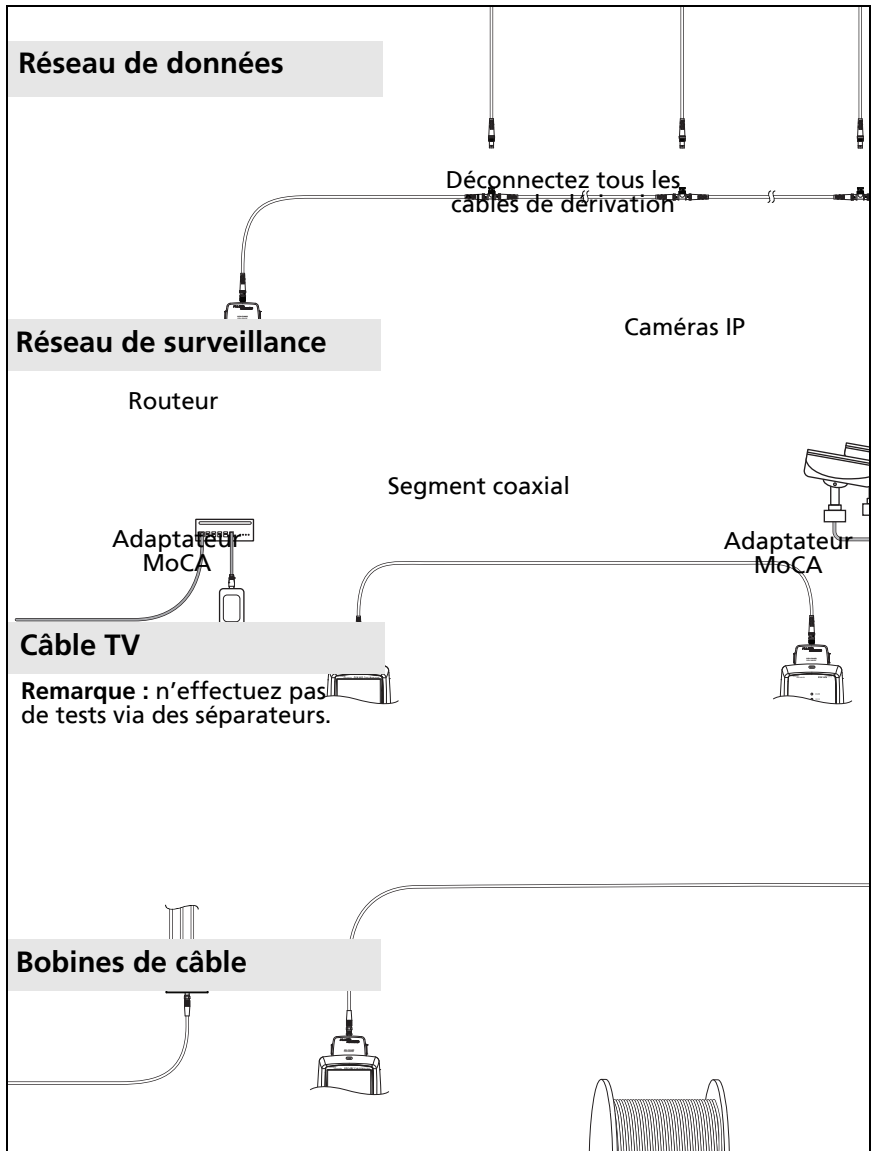 Réseau de données
Déconnectez tous les
câbles de dérivation
Caméras IP
Réseau de surveillance
Routeur
Segment coaxial
Adaptateur
MoCA
Adaptateur
MoCA
Câble TV
Remarque : n'effectuez pas
de tests via des séparateurs.
Bobines de câble